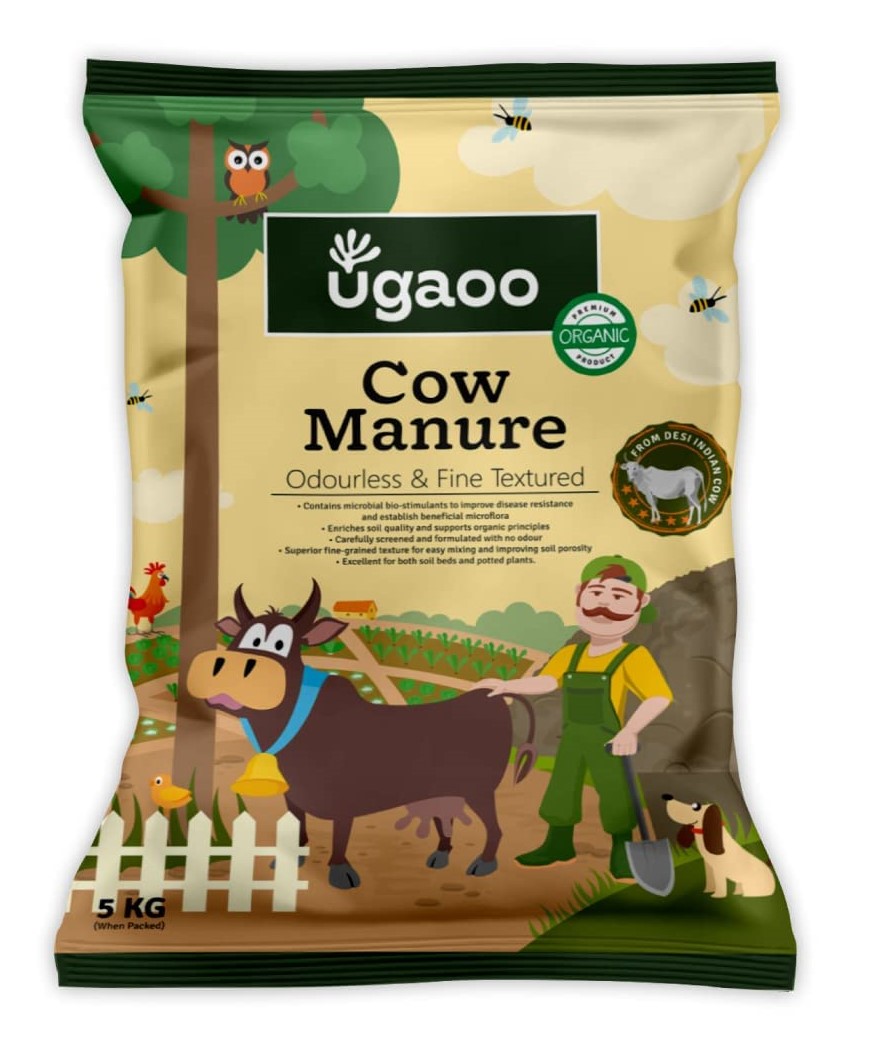 ugaoo
PREMIUM
ORGANIC
PRODUCT
Cow
Manure
Odourless & Fine Textured
FROM DESI INDIAN COW
• Contains microbial bio-stimulants to improve disease resistance
and establish beneficial microflora
• Enriches soil quality and supports organic principles
• Carefully screened and formulated with no odour
• Superior fine-grained texture for easy mixing and improving soil porosity
• Excellent for both soil beds and potted plants.
5 KG
(When Packed)